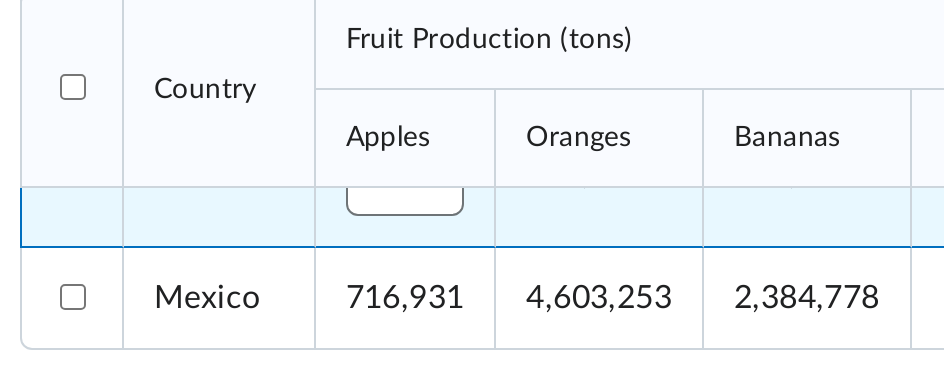 Fruit Production (tons)
Country
Apples Oranges Bananas
Mexico 716,931 4,603,253 2,384,778